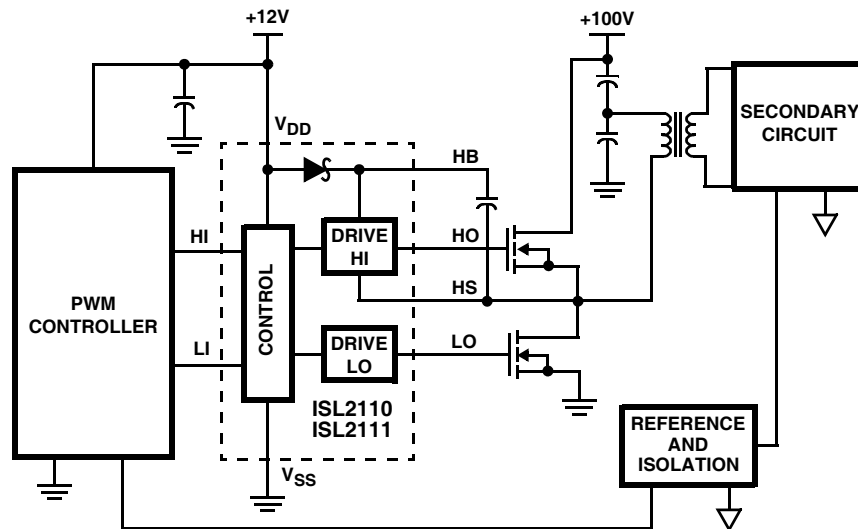 +12V
+100V
SECONDARY
CIRCUIT
VDD
HB
HI
DRIVE
HI
HO
PWM
CONTROLLER
CONTROL
HS
LI
DRIVE
LO
LO
ISL2110
ISL2111
REFERENCE
AND
ISOLATION
VSS